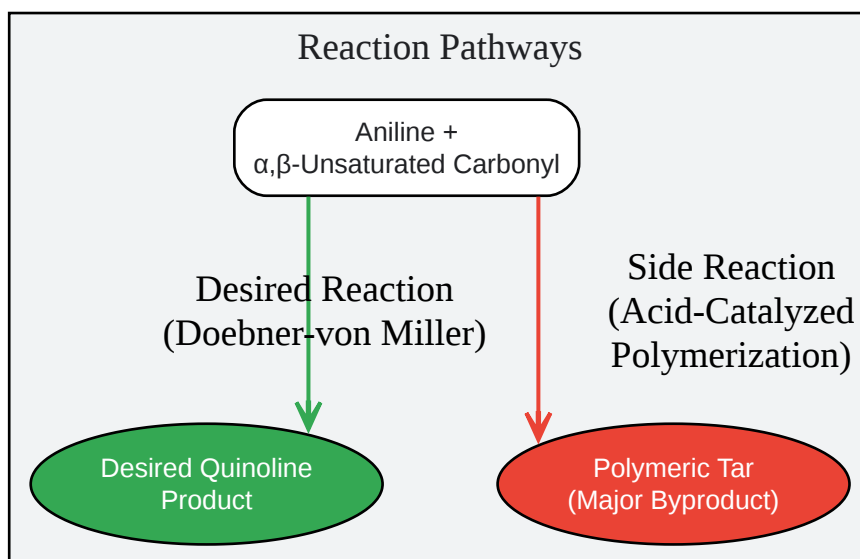 Reaction Pathways
Aniline +
α,β-Unsaturated Carbonyl
Desired Reaction
(Doebner-von Miller)
Side Reaction
(Acid-Catalyzed
Polymerization)
Desired Quinoline
Product
Polymeric Tar
(Major Byproduct)